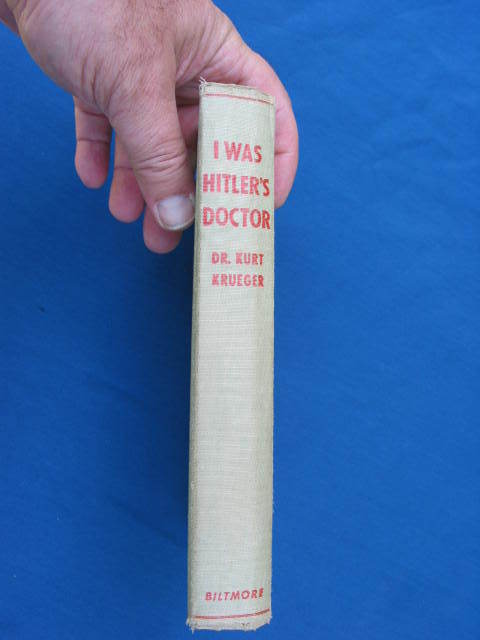 I WAS
HITLER'S
DOCTOR
DR. KURT
KRUEGER
BILTMORE